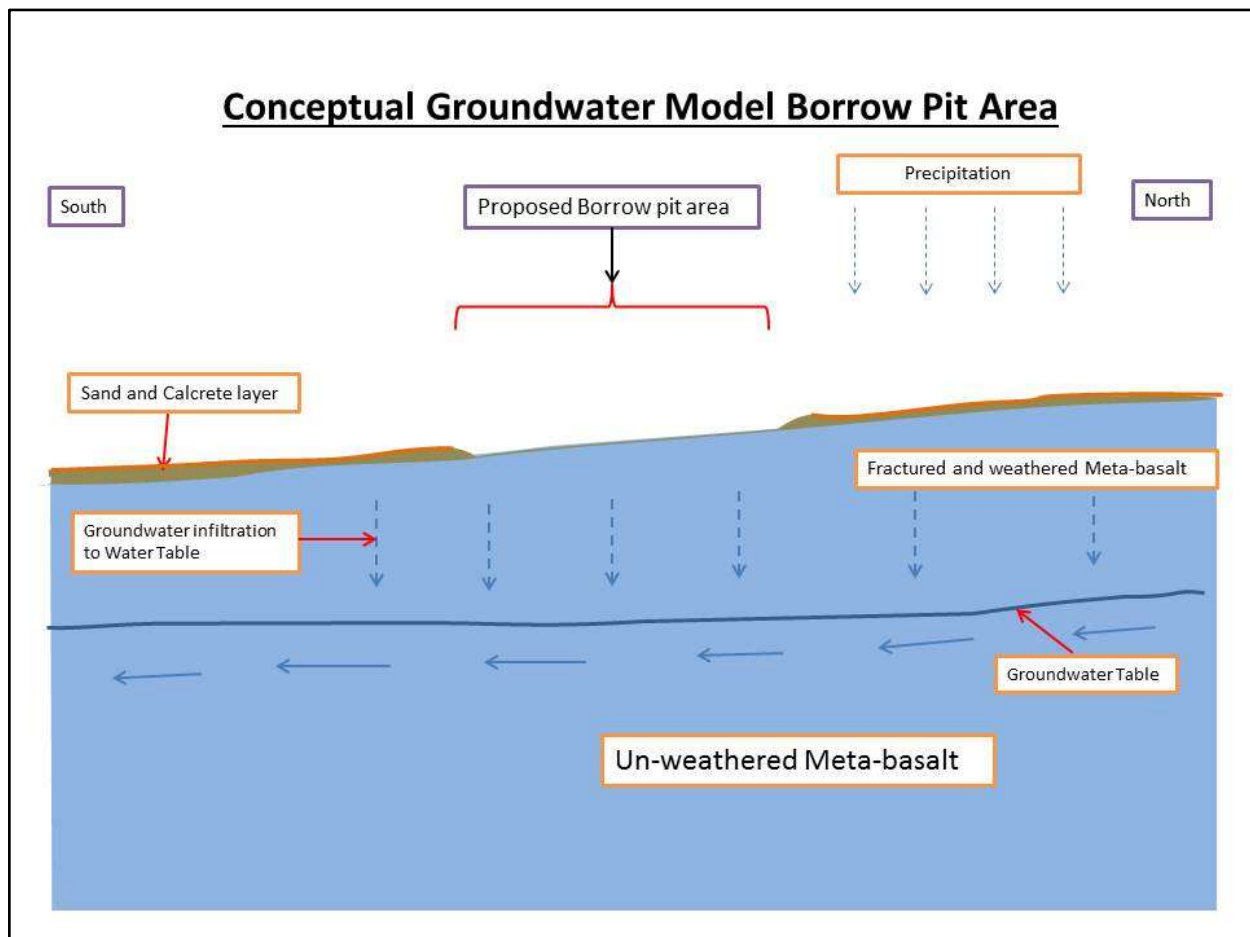 Conceptual Groundwater Model Borrow Pit Area
Precipitation
South
Proposed Borrow pit area
North
Sand and Calcrete layer
Fractured and weathered Meta-basalt
Groundwater infiltration
to Water Table
Groundwater Table
Un-weathered Meta-basalt